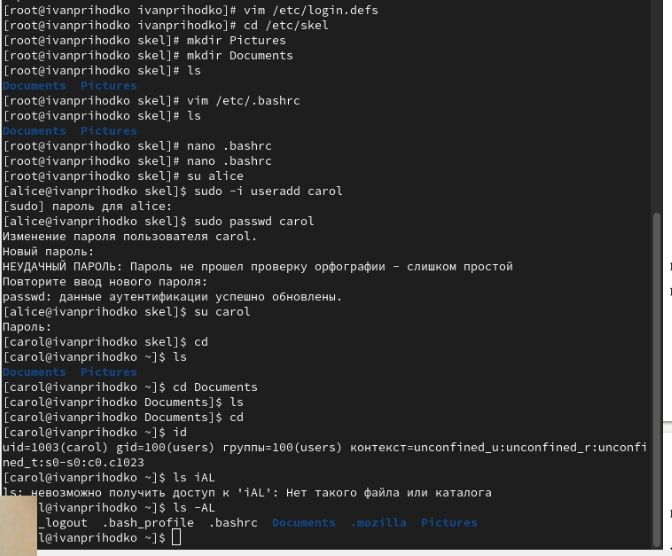 [root@ivanprihodko ivanprihodko]# vim /etc/login.defs
[root@ivanprihodko ivanprihodko]# cd /etc/skel
[root@ivanprihodko skel]# mkdir Pictures
[root@ivanprihodko skel]# mkdir Documents
[root@ivanprihodko skel]# ls
Documents  Pictures
[root@ivanprihodko skel]# vim /etc/.bashrc
[root@ivanprihodko skel]# ls
Documents  Pictures
[root@ivanprihodko skel]# nano .bashrc
[root@ivanprihodko skel]# nano .bashrc
[root@ivanprihodko skel]# su alice
[alice@ivanprihodko skel]$ sudo -i useradd carol
[sudo] пароль для alice:
[alice@ivanprihodko skel]$ sudo passwd carol
Изменение пароля пользователя carol.
Новый пароль:
НЕУДАЧНЫЙ ПАРОЛЬ: Пароль не прошел проверку орфографии - слишком простой
Повторите ввод нового пароля:
passwd: данные аутентификации успешно обновлены.
[alice@ivanprihodko skel]$ su carol
Пароль:
[carol@ivanprihodko skel]$ cd
[carol@ivanprihodko ~]$ ls
Documents  Pictures
[carol@ivanprihodko ~]$ cd Documents
[carol@ivanprihodko Documents]$ ls
[carol@ivanprihodko Documents]$ cd
[carol@ivanprihodko ~]$ id
uid=1003(carol) gid=100(users) группы=100(users) контекст=unconfined_u:unconfined_r:unconfi
ned_t:s0-s0:c0.c1023
[carol@ivanprihodko ~]$ ls iAL
ls: невозможно получить доступ к 'iAL': Нет такого файла или каталога
l@ivanprihodko ~]$ ls -AL
_logout  .bash_profile  .bashrc  Documents  .mozilla  Pictures
l@ivanprihodko ~]$